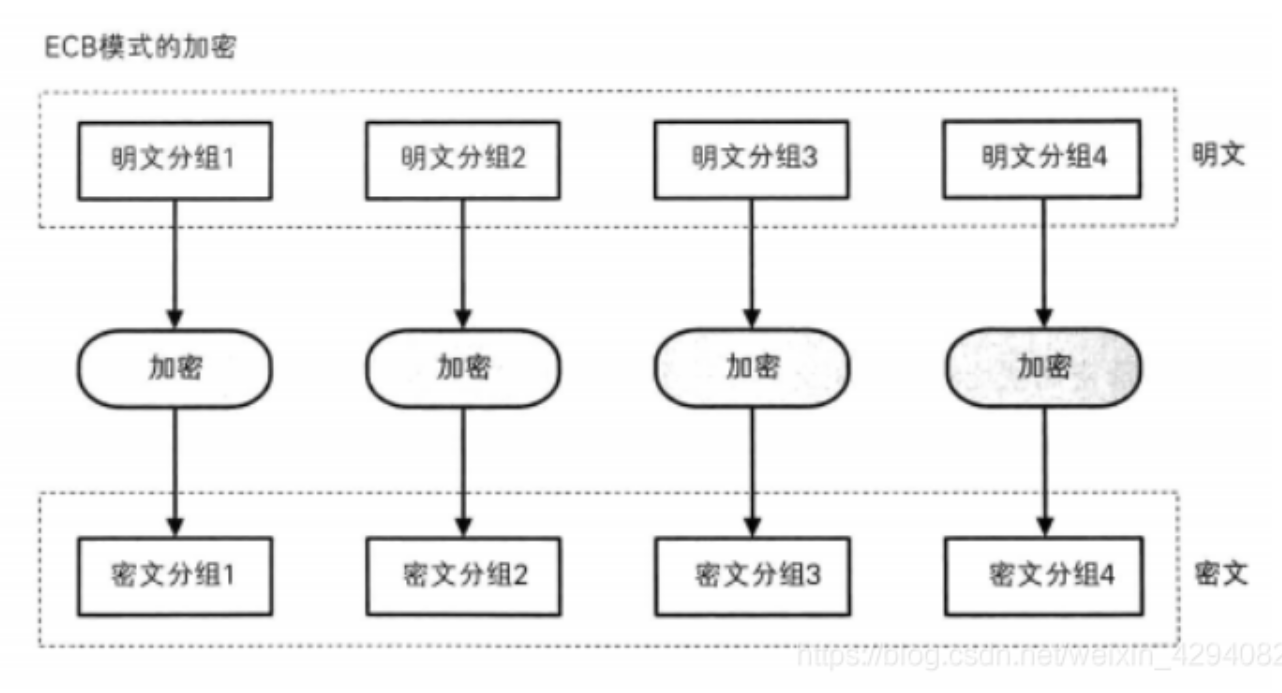 ECB模式的加密
明文分组1 明文分组2 明文分组3 明文分组4 明文
加密 加密 加密 加密
密文分组1 密文分组2 密文分组3 密文分组4 密文
https://blog.csdn.net/weixin_4294082